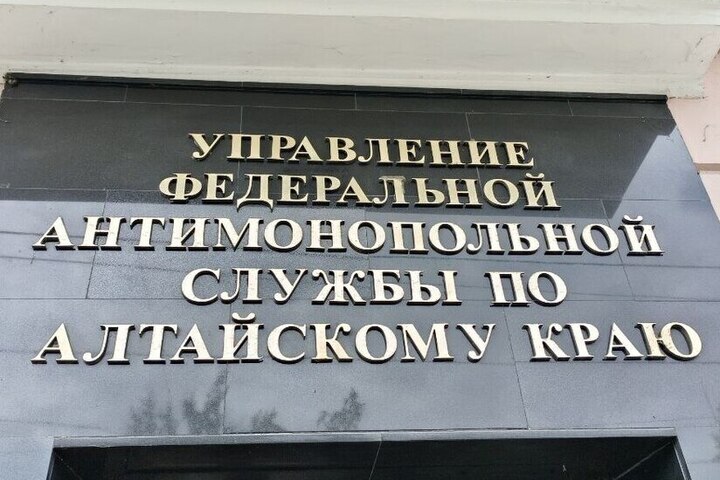 УПРАВЛЕНИЕ
ФЕДЕРАЛЬНОЙ
АНТИМОНОПОЛЬНОЙ
СЛУЖБЫ ПО
АЛТАЙСКОМУ КРАЮ